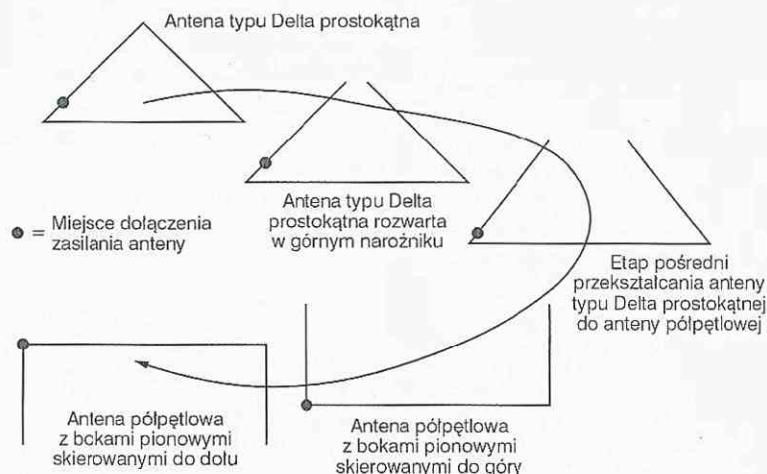 Antena typu Delta prostokątna
Antena typu Delta
prostokątna rozwarta
w górnym narożniku
= Miejsce dołączenia
zasilania anteny
Etap pośredni
przekształcania anteny
typu Delta prostokątnej
do anteny półpętlowej
Antena półpętlowa
z bokami pionowymi
skierowanymi do dołu
Antena półpętlowa
z bokami pionowymi
skierowanymi do góry